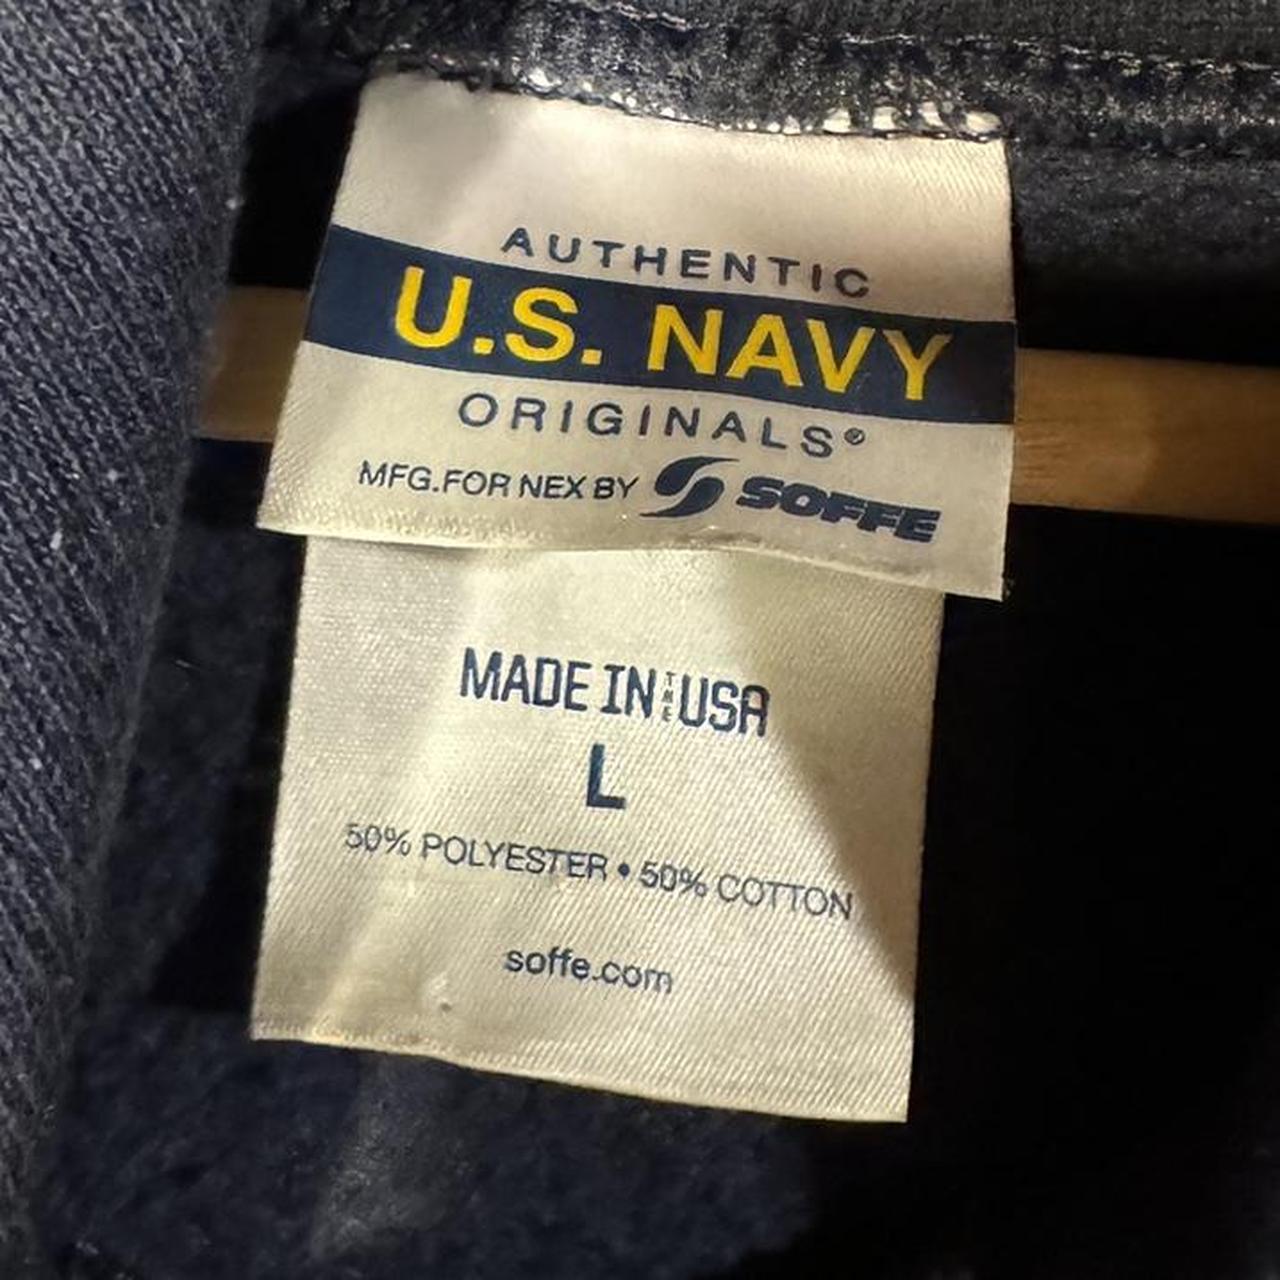 AUTHENTIC
U.S. NAVY
ORIGINALS®
MFG.FOR NEX BY SOFFE
MADE IN THE USA
L
50% POLYESTER • 50% COTTON
soffe.com